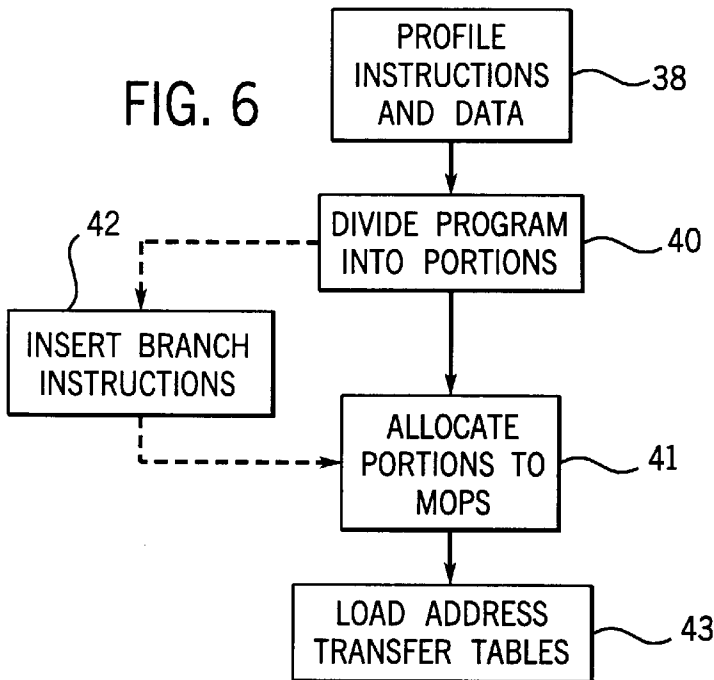 FIG. 6
PROFILE
INSTRUCTIONS
AND DATA
38
DIVIDE PROGRAM
INTO PORTIONS
40
42
INSERT BRANCH
INSTRUCTIONS
ALLOCATE
PORTIONS TO
MOPS
41
LOAD ADDRESS
TRANSFER TABLES
43